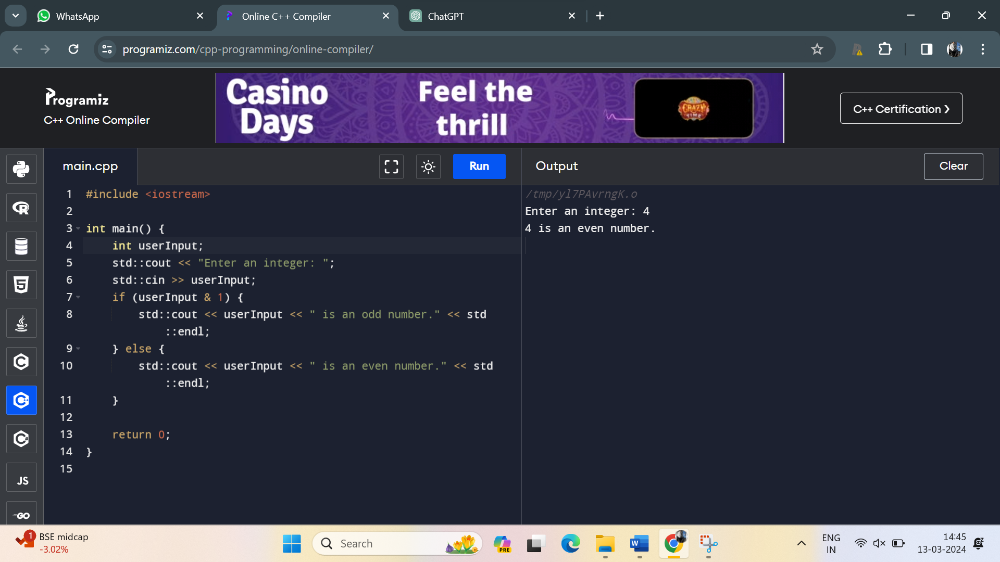 WhatsApp
Online C++ Compiler
ChatGPT
programiz.com/cpp-programming/online-compiler/
Programiz
C++ Online Compiler
Casino
Days
Feel the
thrill
CRAZY
TIME
C++ Certification ❯
main.cpp
Run
Output
Clear
1 #include <iostream>
2
3 int main() {
4 int userInput;
5 std::cout << "Enter an integer: ";
6 std::cin >> userInput;
7 if (userInput & 1) {
8 std::cout << userInput << " is an odd number." << std
::endl;
9 } else {
10 std::cout << userInput << " is an even number." << std
::endl;
11 }
12
13 return 0;
14 }
15
/tmp/yl7PAvrngK.o
Enter an integer: 4
4 is an even number.
R
5
C
C++
C#
JS
GO
1
BSE midcap
-3.02%
Search
PRE
W
ENG
IN
14:45
13-03-2024